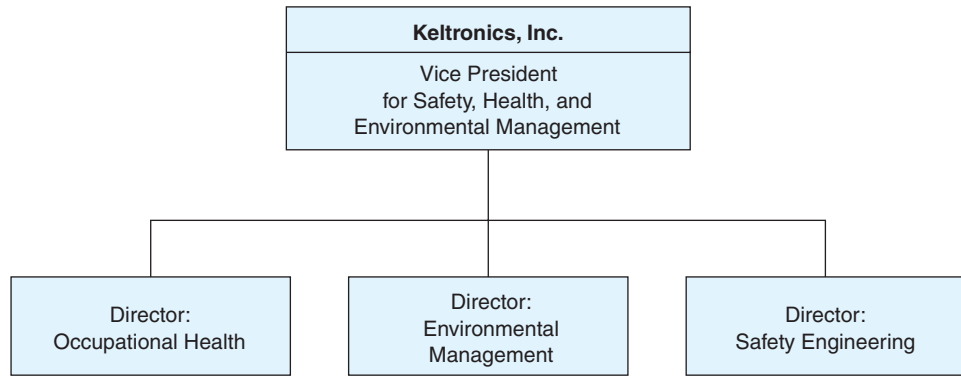 Keltronics, Inc.
Vice President
for Safety, Health, and
Environmental Management
Director:
Occupational Health
Director:
Environmental
Management
Director:
Safety Engineering